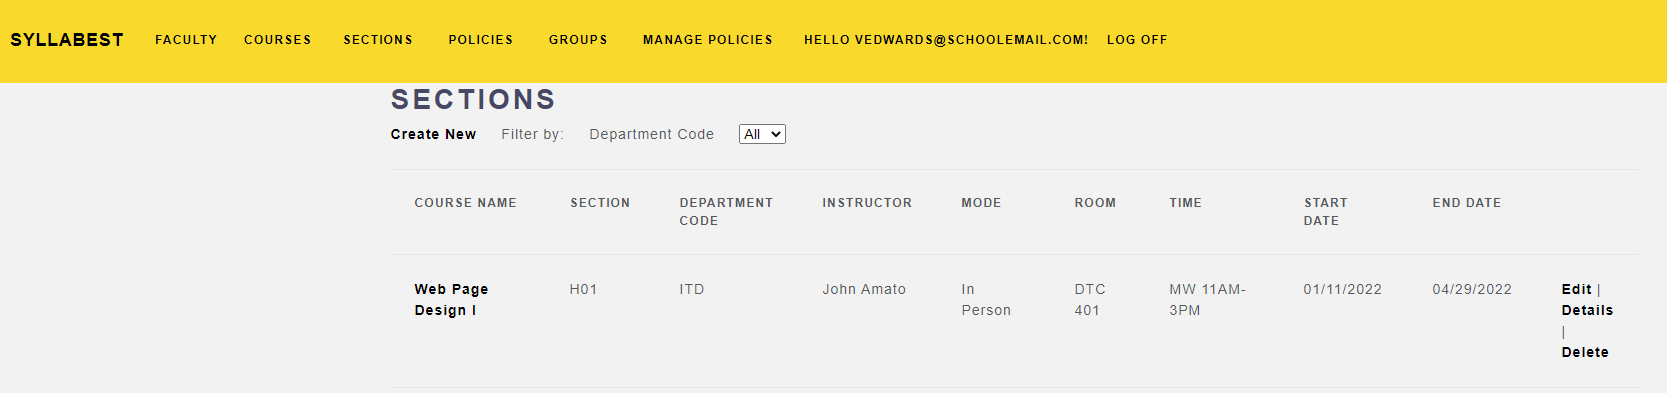 SYLLABEST FACULTY COURSES SECTIONS POLICIES GROUPS MANAGE POLICIES HELLO VEDWARDS@SCHOOLEMAIL.COM! LOG OFF
SECTIONS
Create New Filter by: Department Code All
COURSE NAME SECTION DEPARTMENT CODE INSTRUCTOR MODE ROOM TIME START DATE END DATE
Web Page Design I H01 ITD John Amato In Person DTC 401 MW 11AM-3PM 01/11/2022 04/29/2022 Edit | Details | Delete